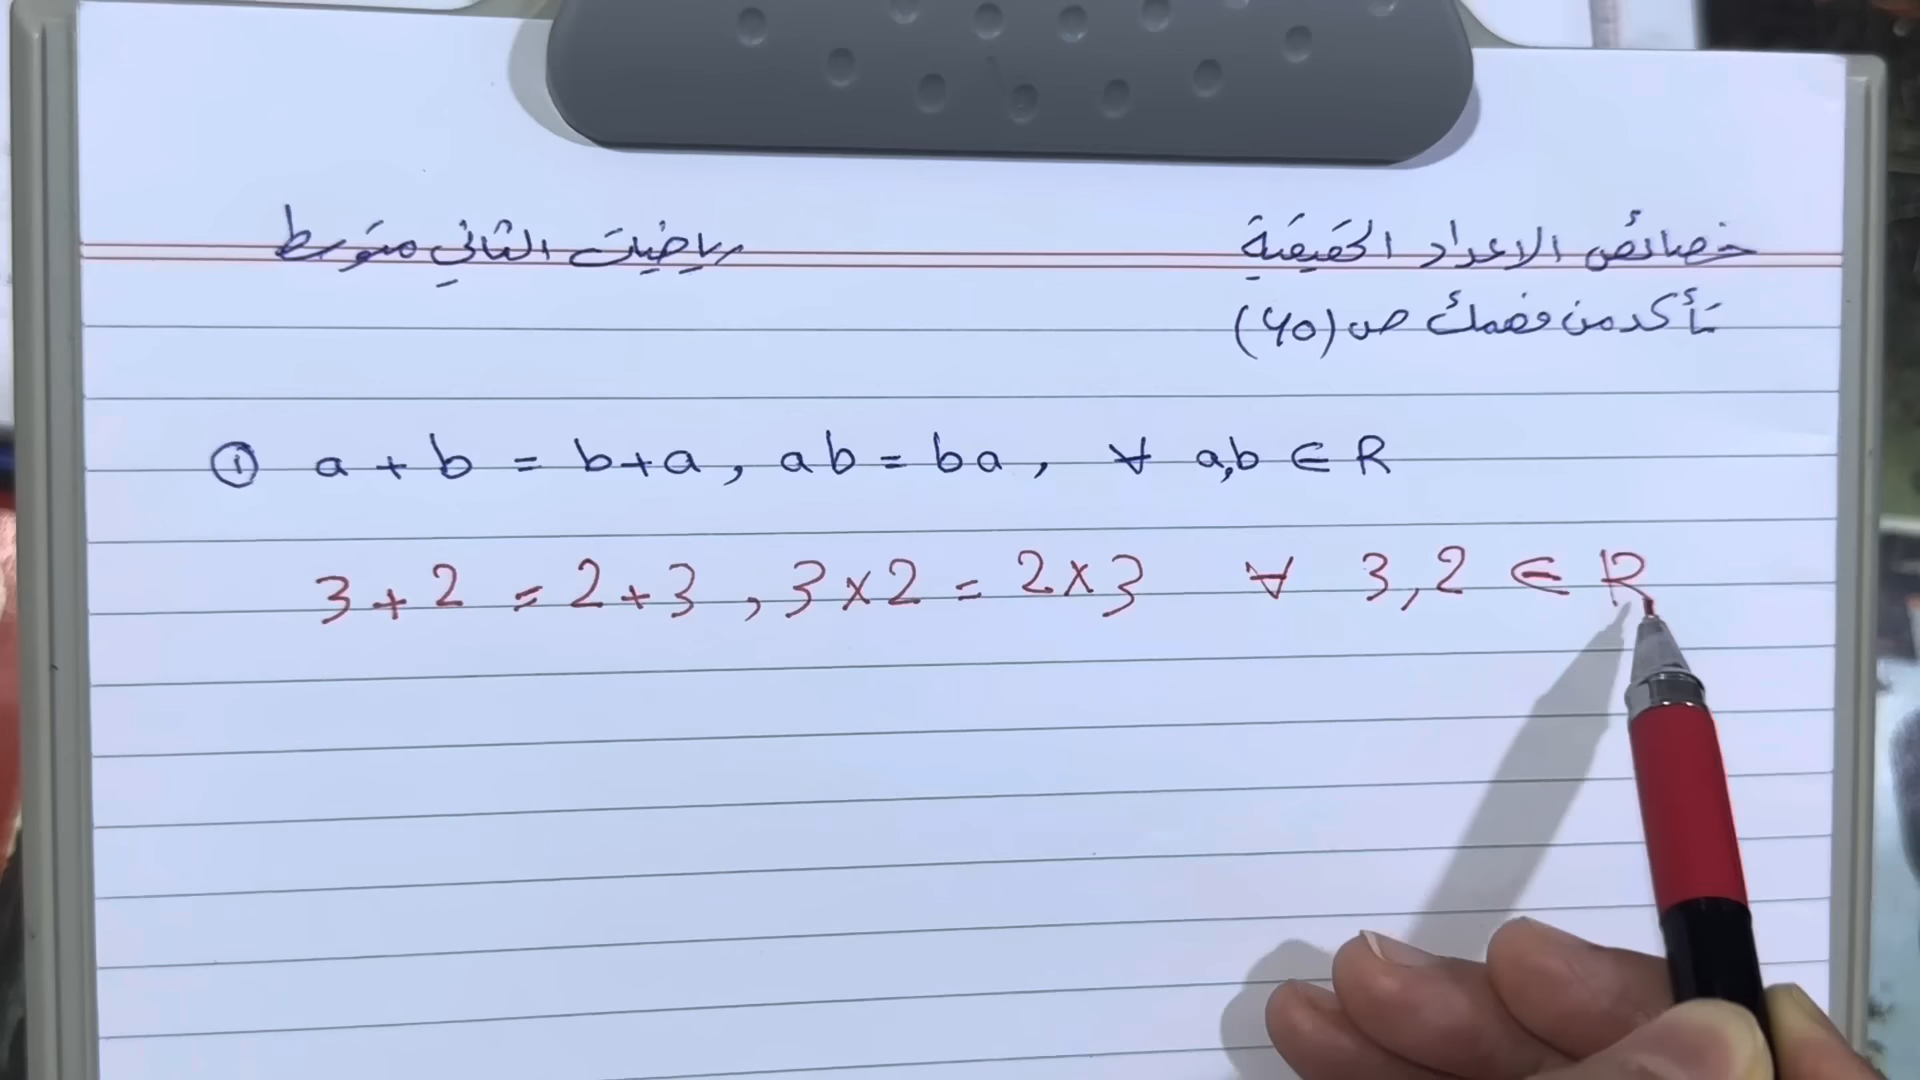 خصائص الاعداد الحقيقية رياضيات الثاني متوسط
تأكد من فهمك ص (٦٥)
① a + b = b+a , ab = ba , ∀ a,b ∈ R
3 + 2 = 2 + 3 , 3 × 2 = 2 × 3 ∀ 3,2 ∈ R